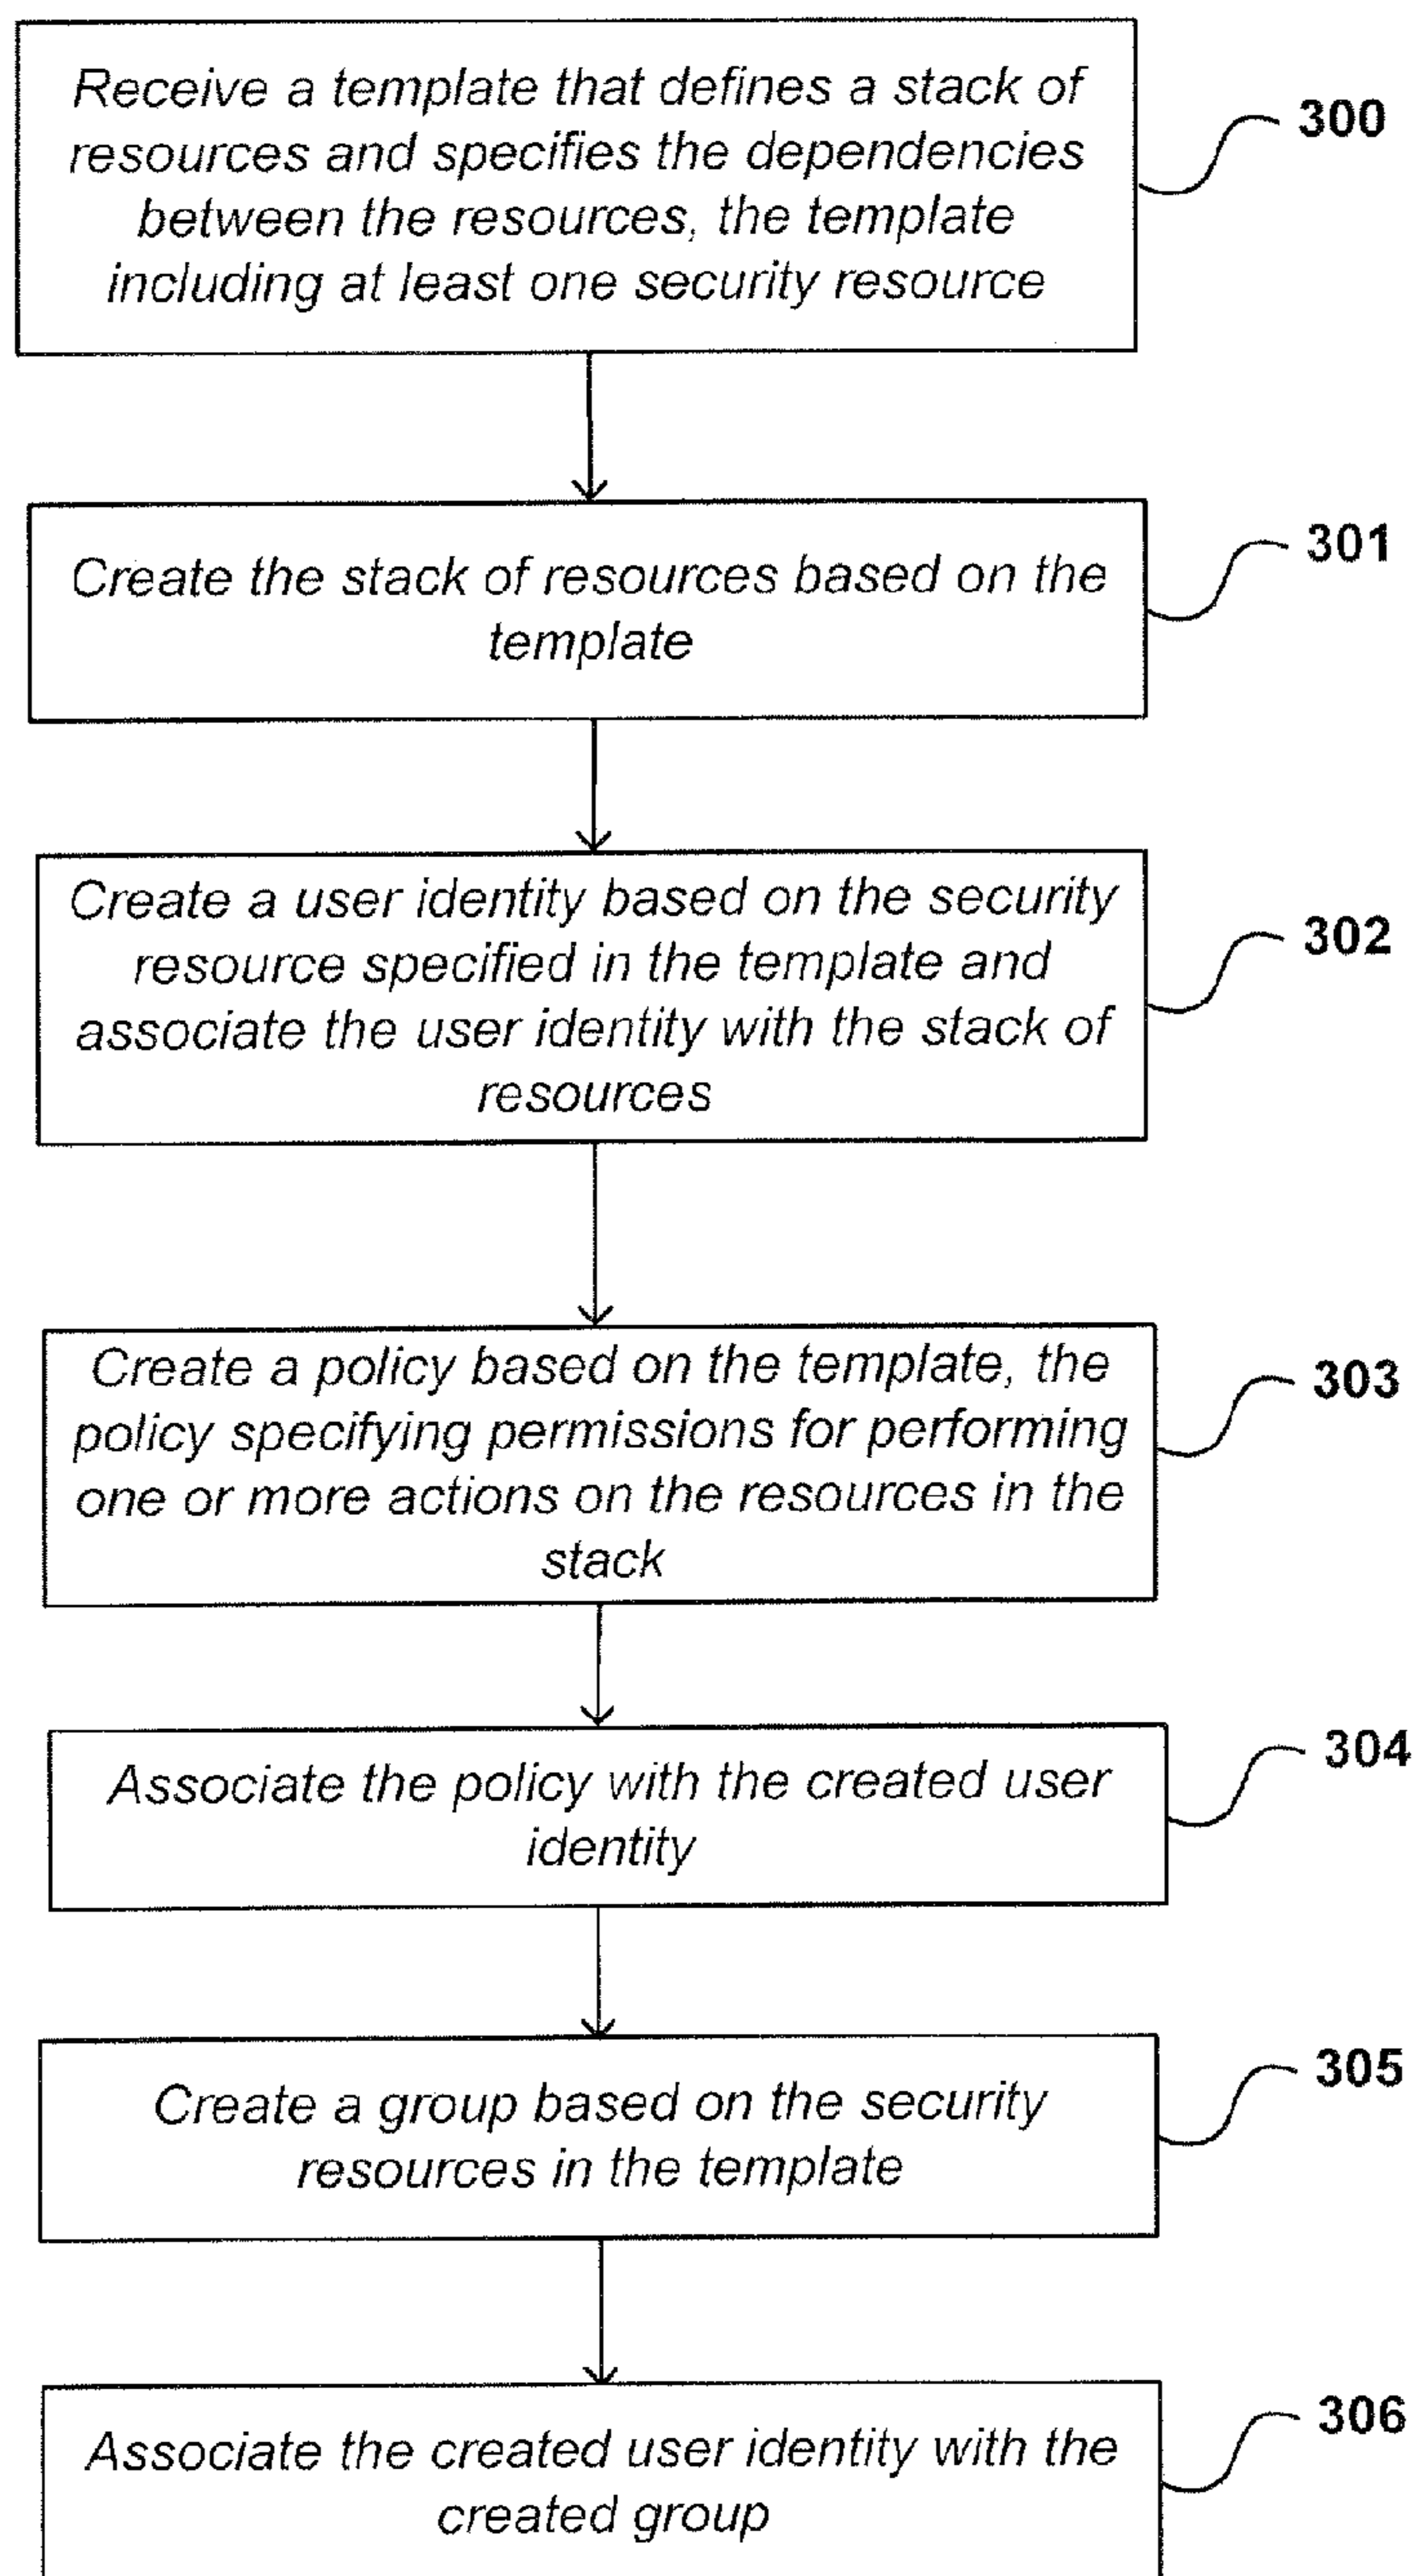 Receive a template that defines a stack of
resources and specifies the dependencies
between the resources, the template
including at least one security resource
300
Create the stack of resources based on the
template
301
Create a user identity based on the security
resource specified in the template and
associate the user identity with the stack of
resources
302
Create a policy based on the template, the
policy specifying permissions for performing
one or more actions on the resources in the
stack
303
Associate the policy with the created user
identity
304
Create a group based on the security
resources in the template
305
Associate the created user identity with the
created group
306